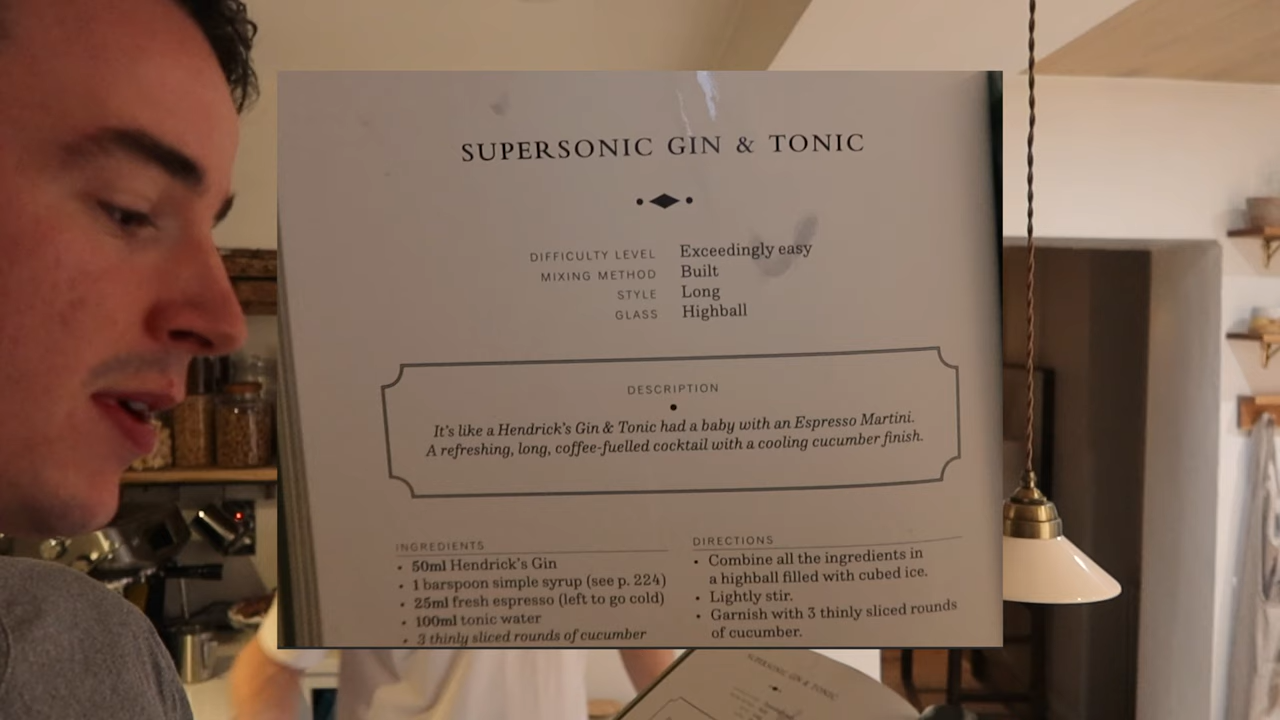 SUPERSONIC GIN & TONIC
DIFFICULTY LEVEL Exceedingly easy
MIXING METHOD Built
STYLE Long
GLASS Highball
DESCRIPTION
It's like a Hendrick's Gin & Tonic had a baby with an Espresso Martini.
A refreshing, long, coffee-fuelled cocktail with a cooling cucumber finish.
INGREDIENTS
• 50ml Hendrick's Gin
• 1 barspoon simple syrup (see p. 224)
• 25ml fresh espresso (left to go cold)
• 100ml tonic water
• 3 thinly sliced rounds of cucumber
DIRECTIONS
• Combine all the ingredients in
a highball filled with cubed ice.
• Lightly stir.
• Garnish with 3 thinly sliced rounds
of cucumber.
SUPERSONIC GIN & TONIC